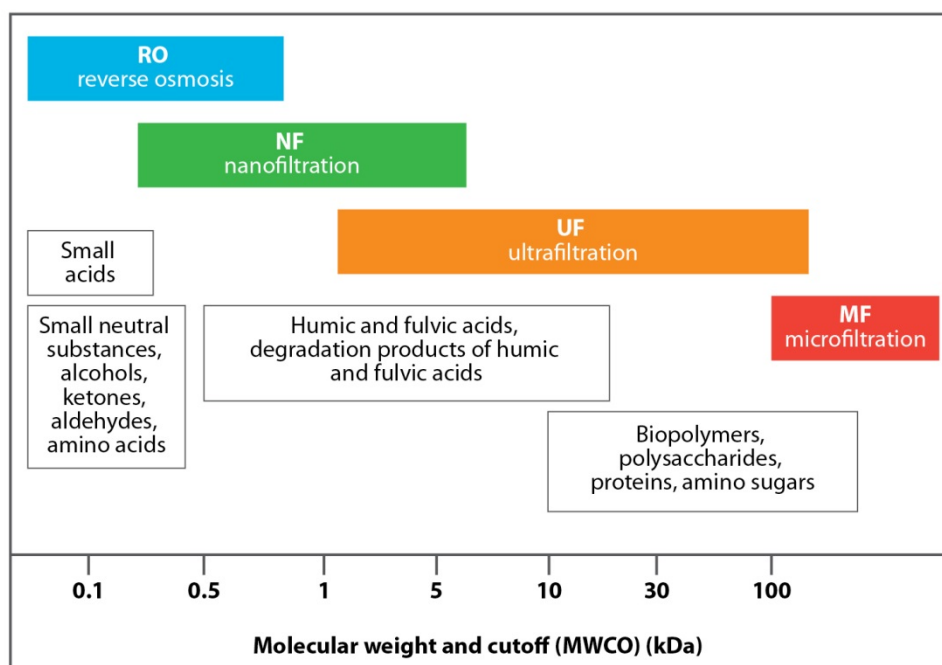 RO
reverse osmosis
NF
nanofiltration
UF
ultrafiltration
Small
acids
MF
microfiltration
Small neutral
substances,
alcohols,
ketones,
aldehydes,
amino acids
Humic and fulvic acids,
degradation products of humic
and fulvic acids
Biopolymers,
polysaccharides,
proteins, amino sugars
0.1 0.5 1 5 10 30 100
Molecular weight and cutoff (MWCO) (kDa)